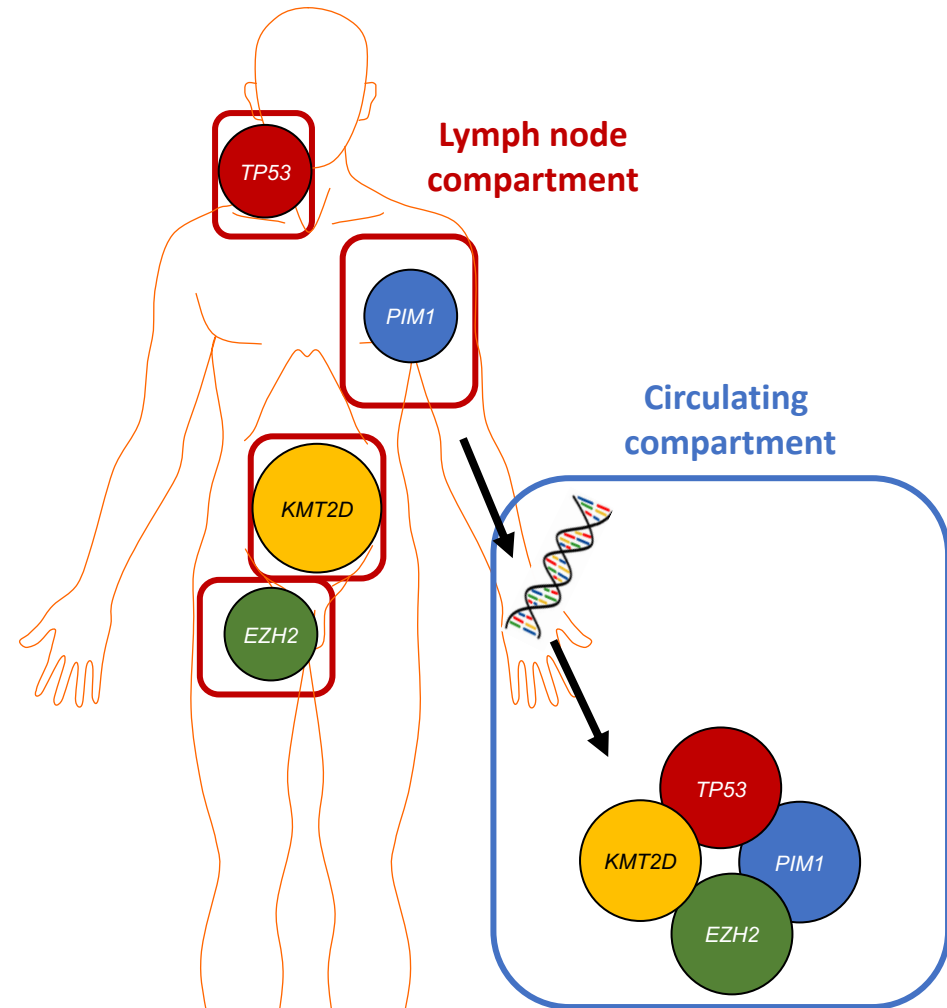 Lymph node
compartment
TP53
PIM1
Circulating
compartment
KMT2D
EZH2
TP53
KMT2D
PIM1
EZH2